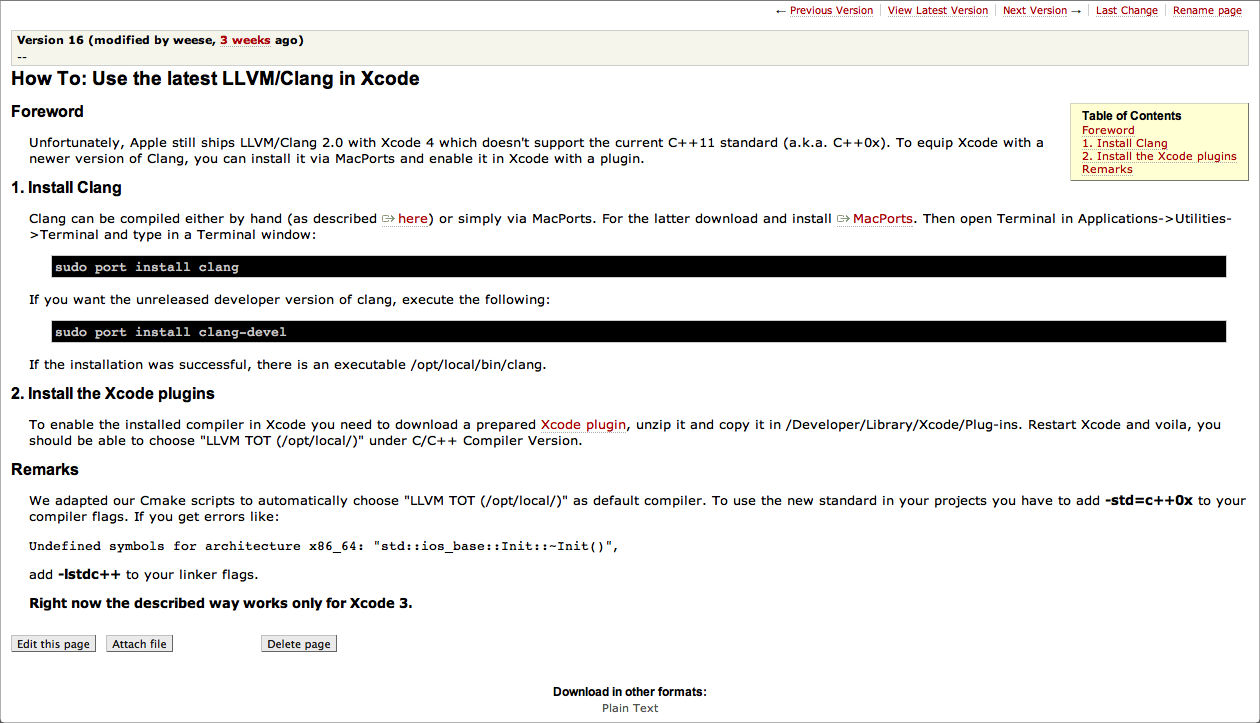 ← Previous Version | View Latest Version | Next Version → | Last Change | Rename page
Version 16 (modified by weese, 3 weeks ago)
--
How To: Use the latest LLVM/Clang in Xcode
Table of Contents
Foreword
1. Install Clang
2. Install the Xcode plugins
Remarks
Foreword
Unfortunately, Apple still ships LLVM/Clang 2.0 with Xcode 4 which doesn't support the current C++11 standard (a.k.a. C++0x). To equip Xcode with a
newer version of Clang, you can install it via MacPorts and enable it in Xcode with a plugin.
1. Install Clang
Clang can be compiled either by hand (as described here) or simply via MacPorts. For the latter download and install MacPorts. Then open Terminal in Applications->Utilities-
>Terminal and type in a Terminal window:
sudo port install clang
If you want the unreleased developer version of clang, execute the following:
sudo port install clang-devel
If the installation was successful, there is an executable /opt/local/bin/clang.
2. Install the Xcode plugins
To enable the installed compiler in Xcode you need to download a prepared Xcode plugin, unzip it and copy it in /Developer/Library/Xcode/Plug-ins. Restart Xcode and voila, you
should be able to choose "LLVM TOT (/opt/local/)" under C/C++ Compiler Version.
Remarks
We adapted our Cmake scripts to automatically choose "LLVM TOT (/opt/local/)" as default compiler. To use the new standard in your projects you have to add -std=c++0x to your
compiler flags. If you get errors like:
Undefined symbols for architecture x86_64: "std::ios_base::Init::~Init()",
add -lstdc++ to your linker flags.
Right now the described way works only for Xcode 3.
Edit this page Attach file Delete page
Download in other formats:
Plain Text